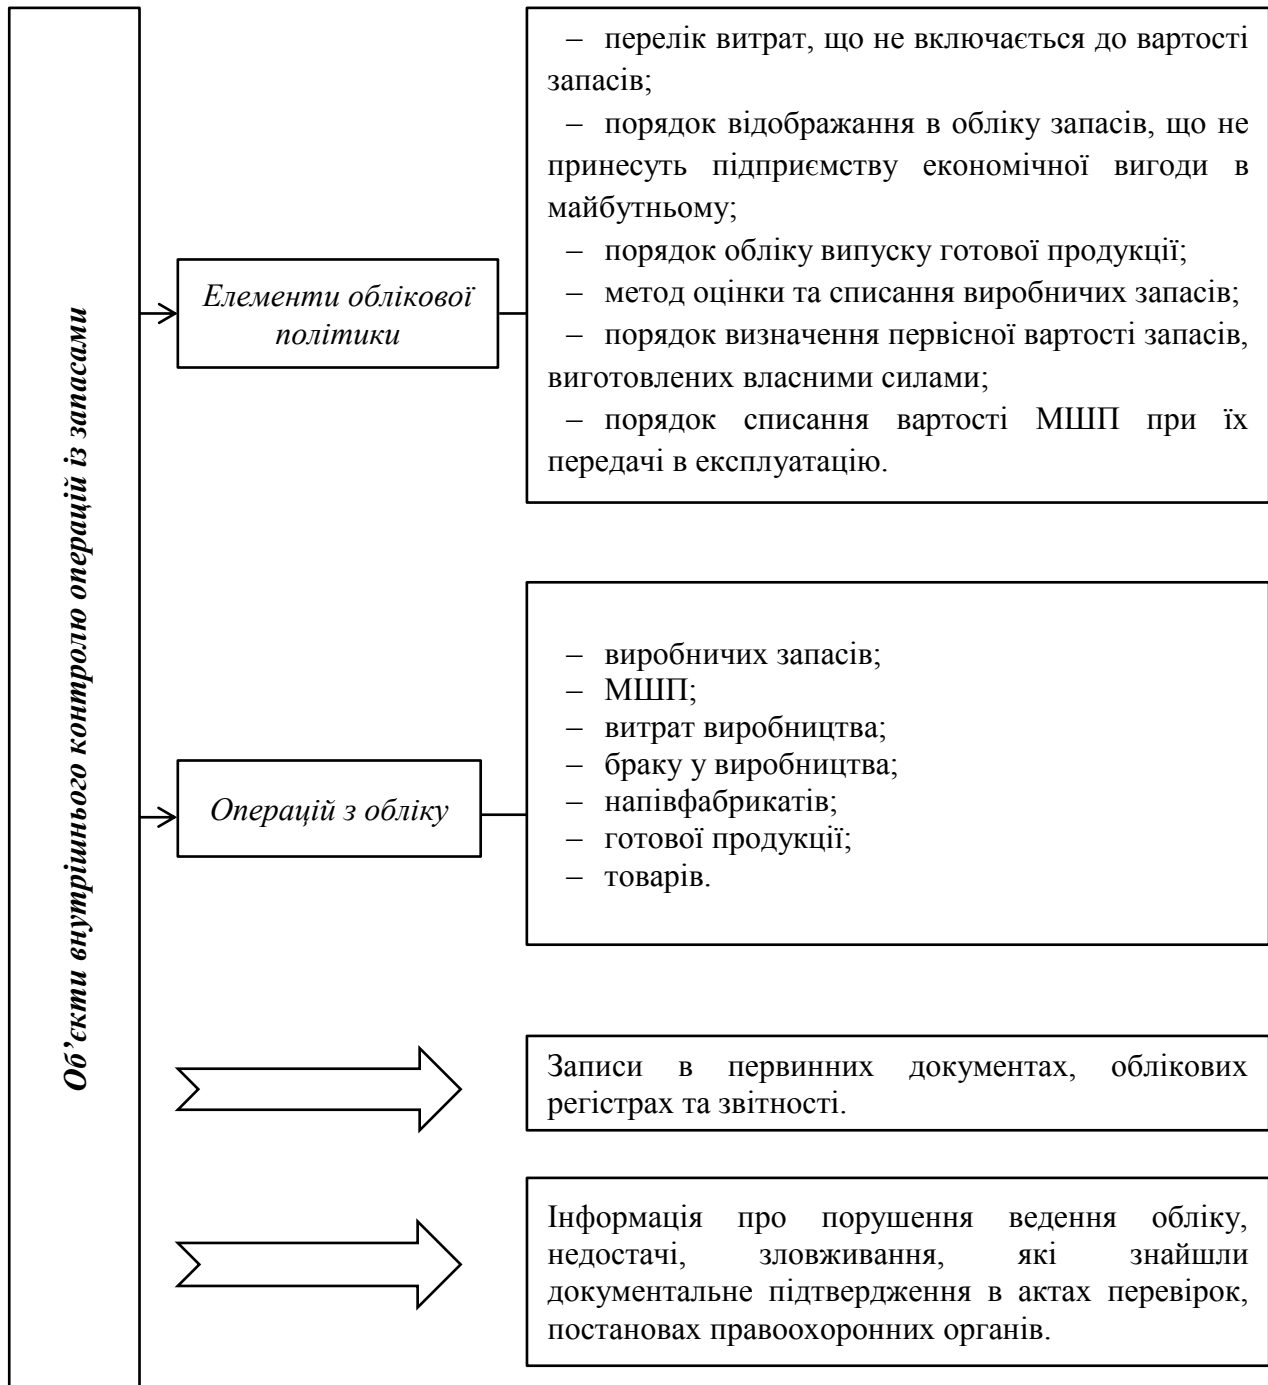 Об’єкти внутрішнього контролю операцій із запасами
Елементи облікової
політики
– перелік витрат, що не включається до вартості
запасів;
– порядок відображання в обліку запасів, що не
принесуть підприємству економічної вигоди в
майбутньому;
– порядок обліку випуску готової продукції;
– метод оцінки та списання виробничих запасів;
– порядок визначення первісної вартості запасів,
виготовлених власними силами;
– порядок списання вартості МШП при їх
передачі в експлуатацію.
Операцій з обліку
– виробничих запасів;
– МШП;
– витрат виробництва;
– браку у виробництва;
– напівфабрикатів;
– готової продукції;
– товарів.
Записи в первинних документах, облікових
регістрах та звітності.
Інформація про порушення ведення обліку,
недостачі, зловживання, які знайшли
документальне підтвердження в актах перевірок,
постановах правоохоронних органів.